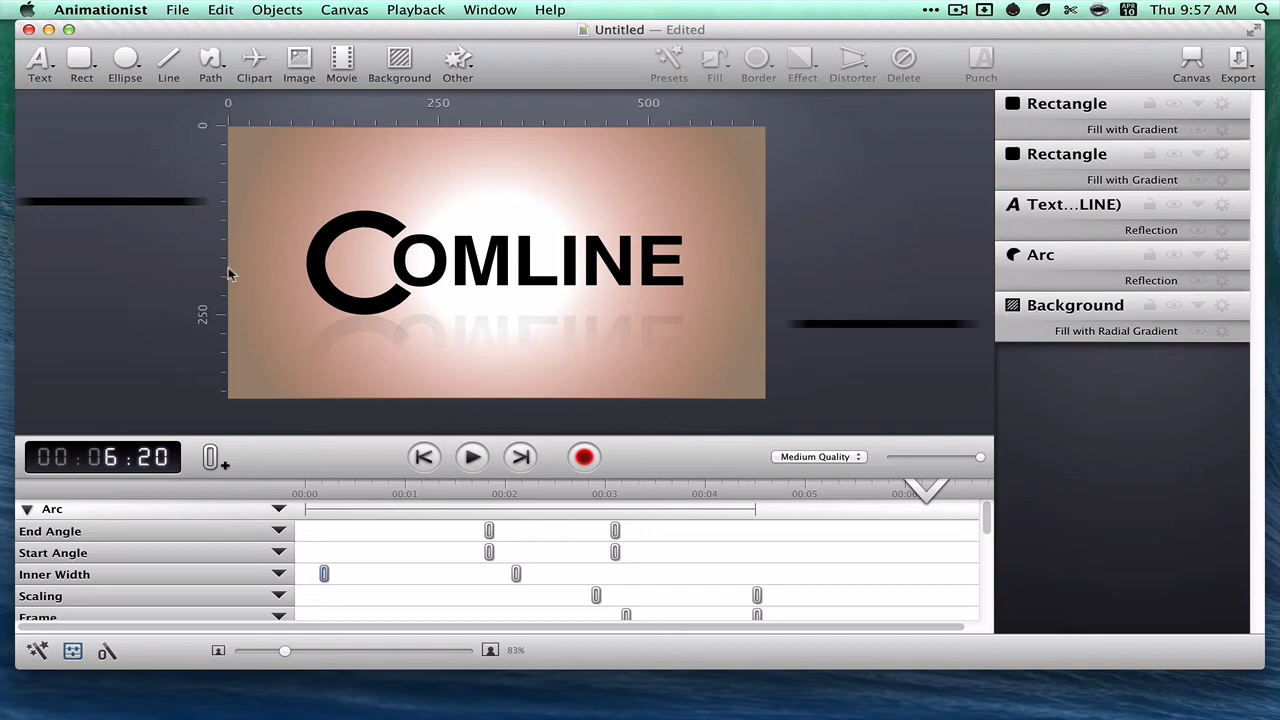 Animationist File Edit Objects Canvas Playback Window Help APR 10 Thu 9:57 AM
Untitled — Edited
Text Rect Ellipse Line Path Clipart Image Movie Background Other Presets Fill Border Effect Distorter Delete Punch Canvas Export
0 250 500
0
250
COMLINE
Rectangle
Fill with Gradient
Rectangle
Fill with Gradient
Text...LINE)
Reflection
Arc
Reflection
Background
Fill with Radial Gradient
00:06:20 Medium Quality
00:00 00:01 00:02 00:03 00:04 00:05
Arc
End Angle
Start Angle
Inner Width
Scaling
Frame
83%